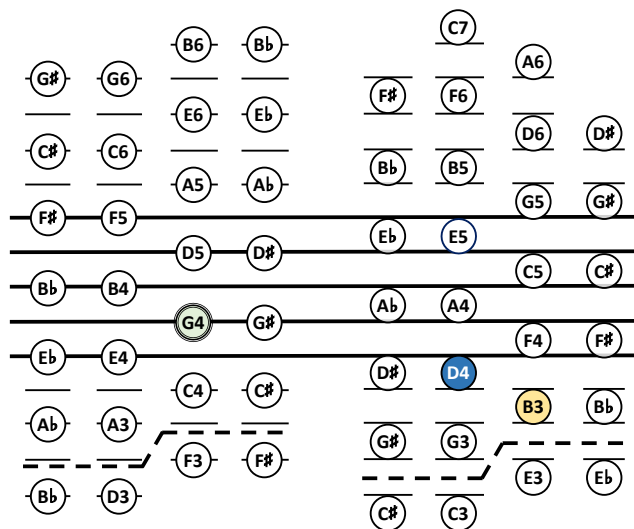 C7
B6 B♭
A6
G♯ G6
F♯ F6
E6 E♭
D6 D♯
C♯ C6
B♭ B5
A5 A♭
G5 G♯
F♯ F5
E♭ E5
D5 D♯
C5 C♯
B♭ B4
A♭ A4
G4 G♯
F4 F♯
E♭ E4
D♯ D4
C4 C♯
B3 B♭
A♭ A3
G♯ G3
F3 F♯
E3 E♭
B♭ D3
C♯ C3